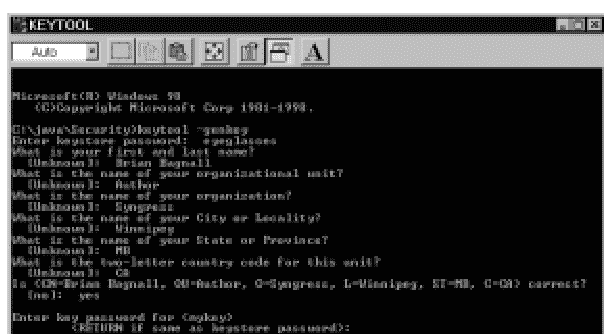 KEYTOOL
Auto
A
Microsoft(R) Windows 98
(C)Copyright Microsoft Corp 1981-1998.
C:\java\Security>keytool -genkey
Enter keystore password: eyeglasses
What is your first and last name?
[Unknown]: Brian Bagnall
What is the name of your organizational unit?
[Unknown]: Author
What is the name of your organization?
[Unknown]: Syngress
What is the name of your City or Locality?
[Unknown]: Winnipeg
What is the name of your State or Province?
[Unknown]: MB
What is the two-letter country code for this unit?
[Unknown]: CA
Is <CN=Brian Bagnall, OU=Author, O=Syngress, L=Winnipeg, ST=MB, C=CA> correct?
[no]: yes
Enter key password for <mykey>
<RETURN if same as keystore password>: